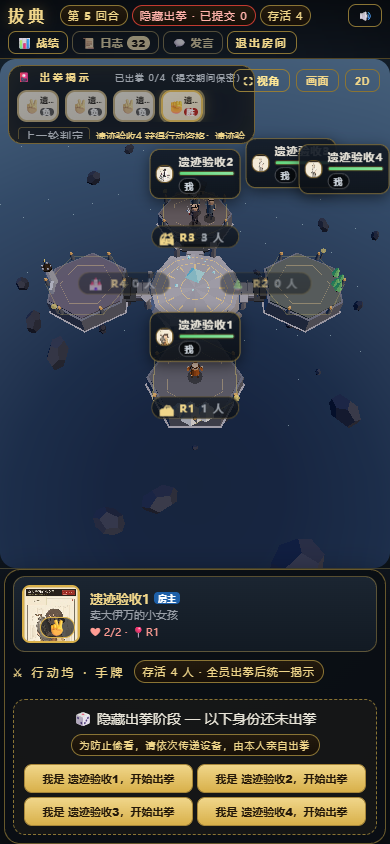 拔典
第 5 回合
隐藏出拳 · 已提交 0
存活 4
战绩
日志 32
发言
退出房间
出拳揭示
已出拳 0/4（提交期间保密）
视角
画面
2D
遗...
负
遗...
负
遗...
负
遗...
胜
上一轮判定
遗迹验收4 获得行动资格：遗迹验
遗迹验收2
我
遗迹验收4
我
我
R3 3 人
R4 0 人
R2 0 人
遗迹验收1
我
R1 1 人
遗迹验收1 房主
卖大伊万的小女孩
2/2 · R1
行动坞 · 手牌
存活 4 人 · 全员出拳后统一揭示
隐藏出拳阶段 — 以下身份还未出拳
为防止偷看，请依次传递设备，由本人亲自出拳
我是 遗迹验收1，开始出拳
我是 遗迹验收2，开始出拳
我是 遗迹验收3，开始出拳
我是 遗迹验收4，开始出拳